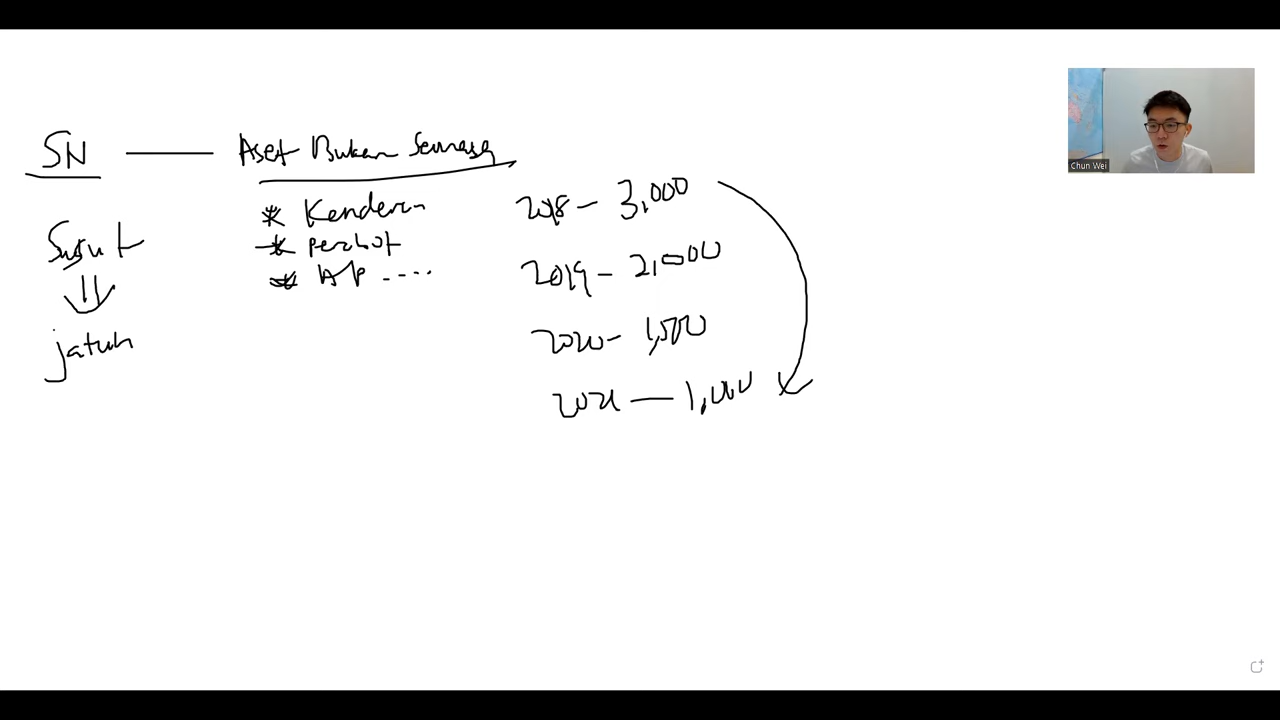 SN — Aset Bukan Semasa
Susut
jatuh
* Kenderan
* perabot
* A/P ....
2018 – 3,000
2019 – 2,000
2020 – 1,500
2021 — 1,000
Chun Wei